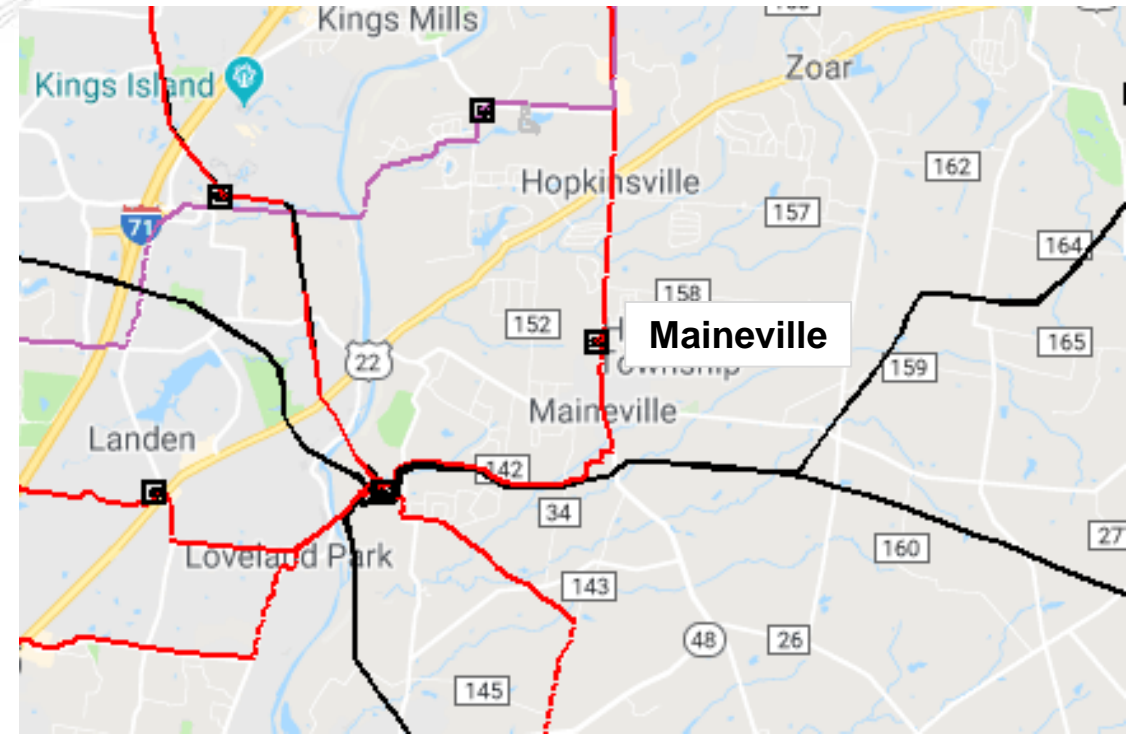 Kings Mills
Zoar
Kings Island
162
Hopkinsville
157
71
164
158
152
Maineville
165
Township
22
159
Maineville
Landen
142
34
27
160
Loveland Park
143
48
26
145